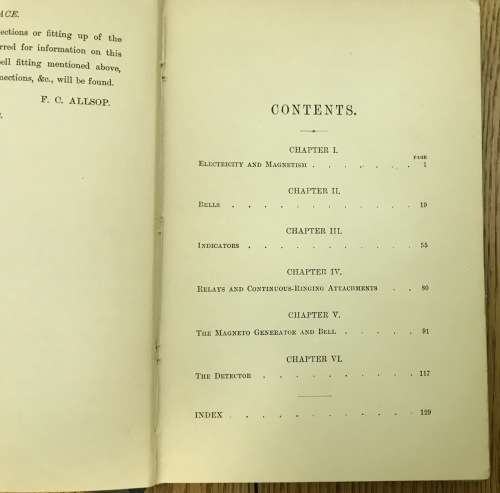 ACE.
ections or fitting up of the
rred for information on this
ell fitting mentioned above,
nections, &c., will be found.
F. C. ALLSOP.
CONTENTS.
CHAPTER I.
PAGE
ELECTRICITY AND MAGNETISM . . . . . . . 1
CHAPTER II.
BELLS . . . . . . . . . . . 19
CHAPTER III.
INDICATORS . . . . . . . . . . 55
CHAPTER IV.
RELAYS AND CONTINUOUS-RINGING ATTACHMENTS . . 80
CHAPTER V.
THE MAGNETO GENERATOR AND BELL . . . . . 91
CHAPTER VI.
THE DETECTOR . . . . . . . . . . 117
INDEX . . . . . . . . . . . 129